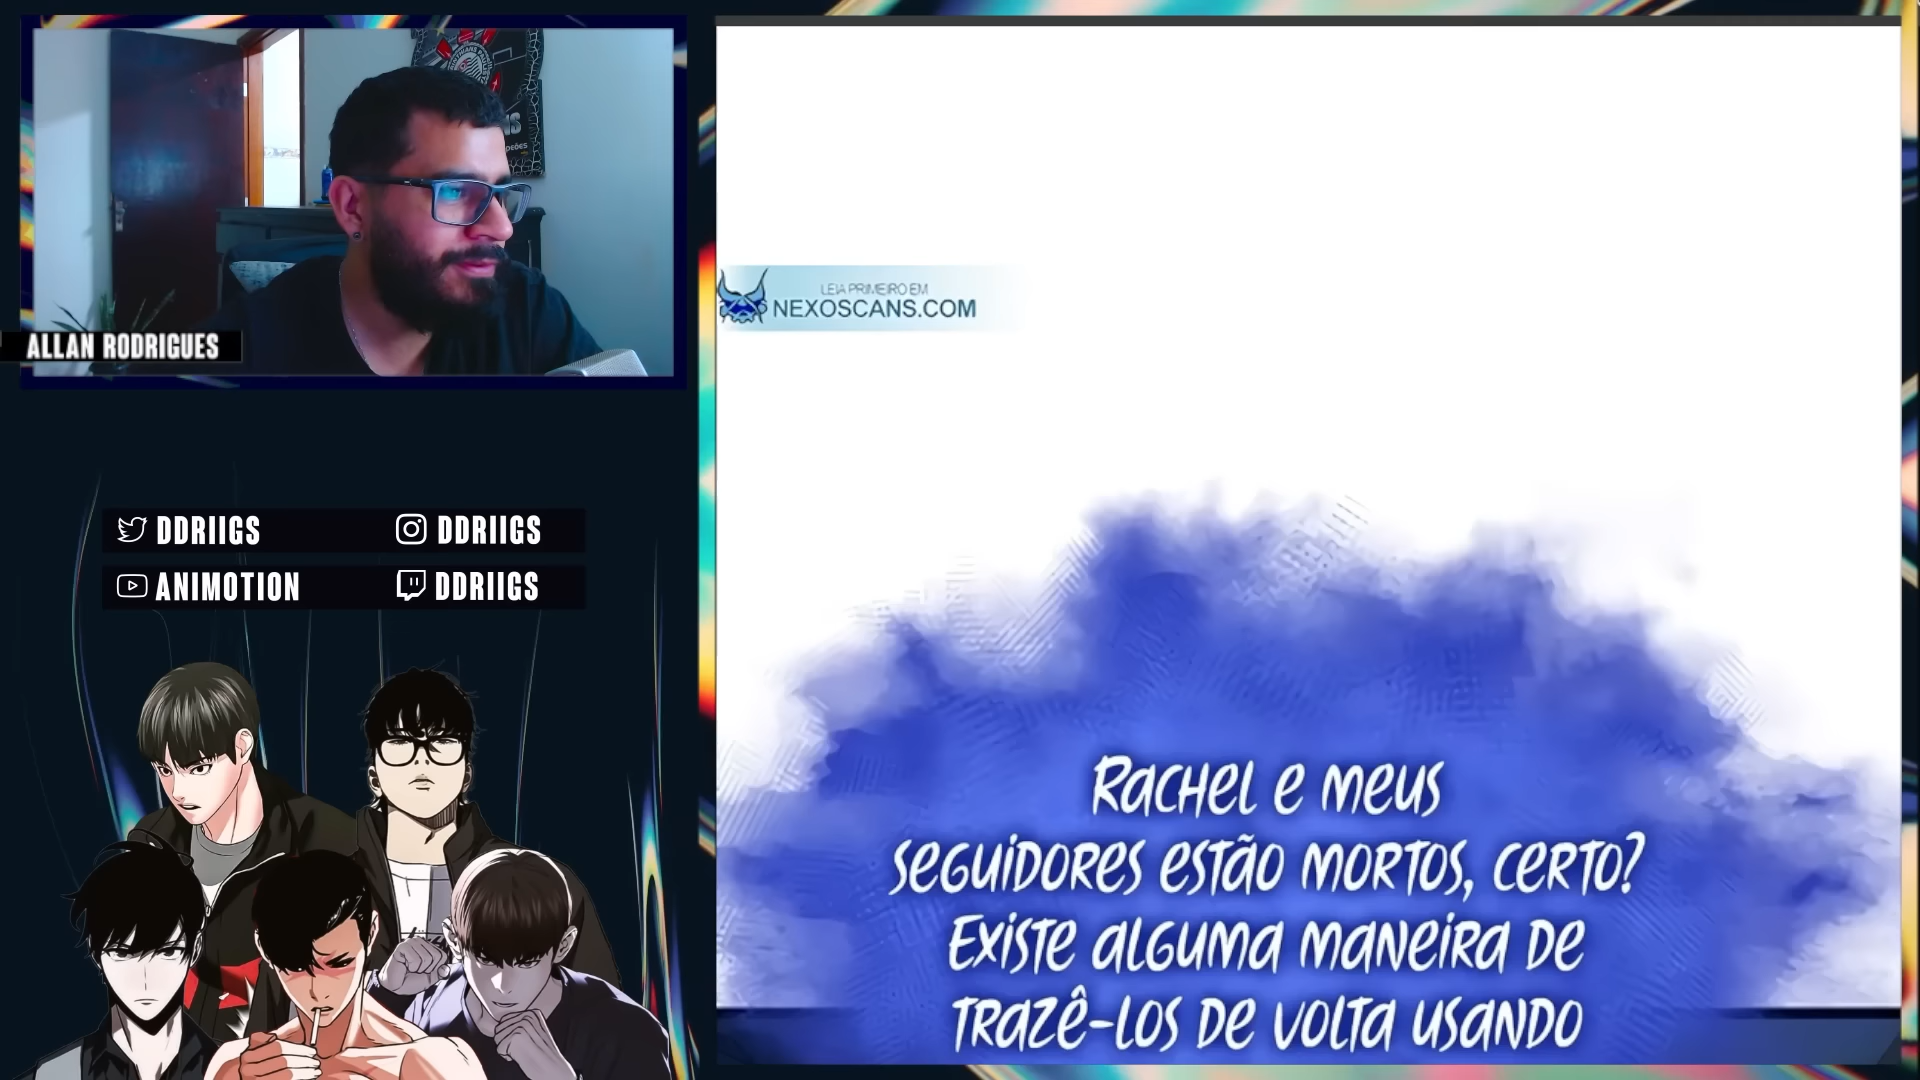 ALLAN RODRIGUES
DDRIIGS
DDRIIGS
ANIMOTION
DDRIIGS
LEIA PRIMEIRO EM
NEXOSCANS.COM
RACHEL E MEUS
SEGUIDORES ESTÃO MORTOS, CERTO?
EXISTE ALGUMA MANEIRA DE
TRAZÊ-LOS DE VOLTA USANDO